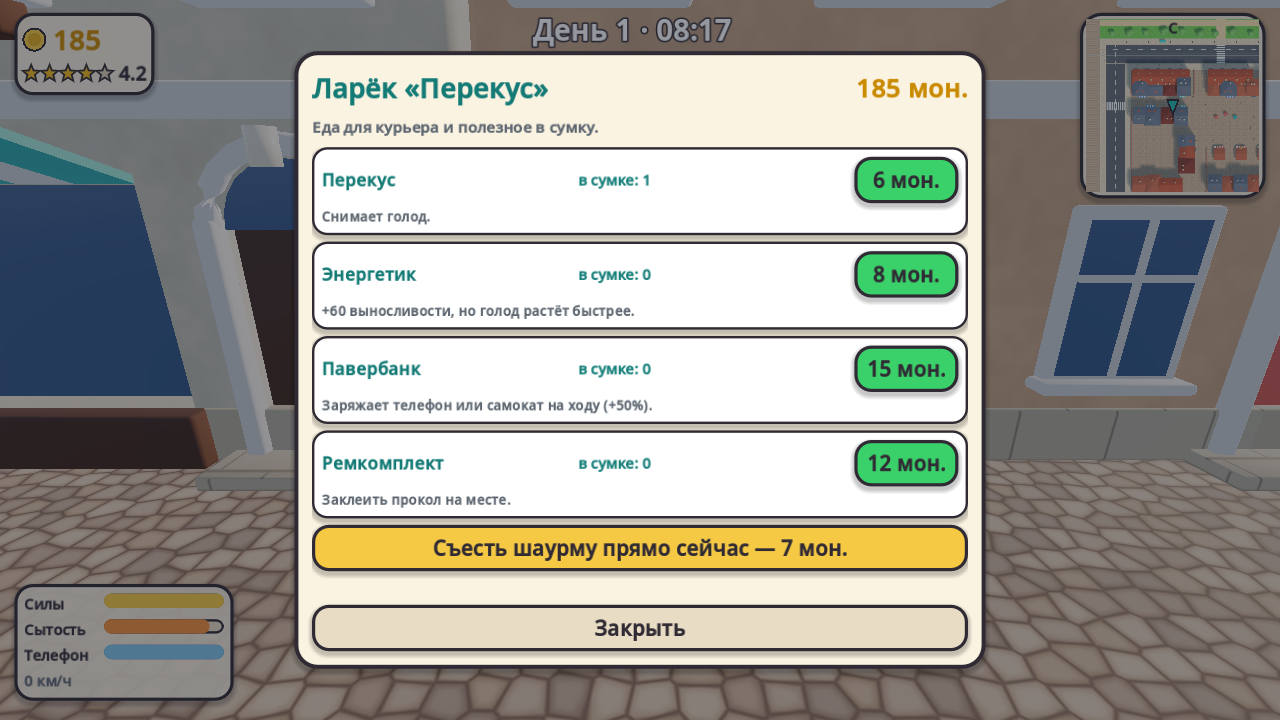 185
4.2
День 1 · 08:17
С
Ларёк «Перекус»
185 мон.
Еда для курьера и полезное в сумку.
Перекус
в сумке: 1
6 мон.
Снимает голод.
Энергетик
в сумке: 0
8 мон.
+60 выносливости, но голод растёт быстрее.
Павербанк
в сумке: 0
15 мон.
Заряжает телефон или самокат на ходу (+50%).
Ремкомплект
в сумке: 0
12 мон.
Заклеить прокол на месте.
Съесть шаурму прямо сейчас — 7 мон.
Закрыть
Силы
Сытость
Телефон
0 км/ч